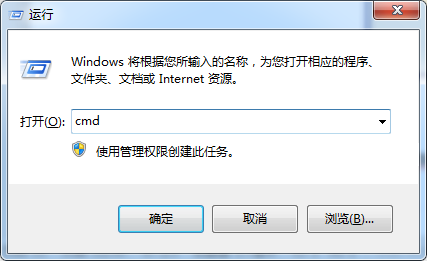 运行
Windows 将根据您所输入的名称，为您打开相应的程序、
文件夹、文档或 Internet 资源。
打开(O): cmd
使用管理权限创建此任务。
确定 取消 浏览(B)...